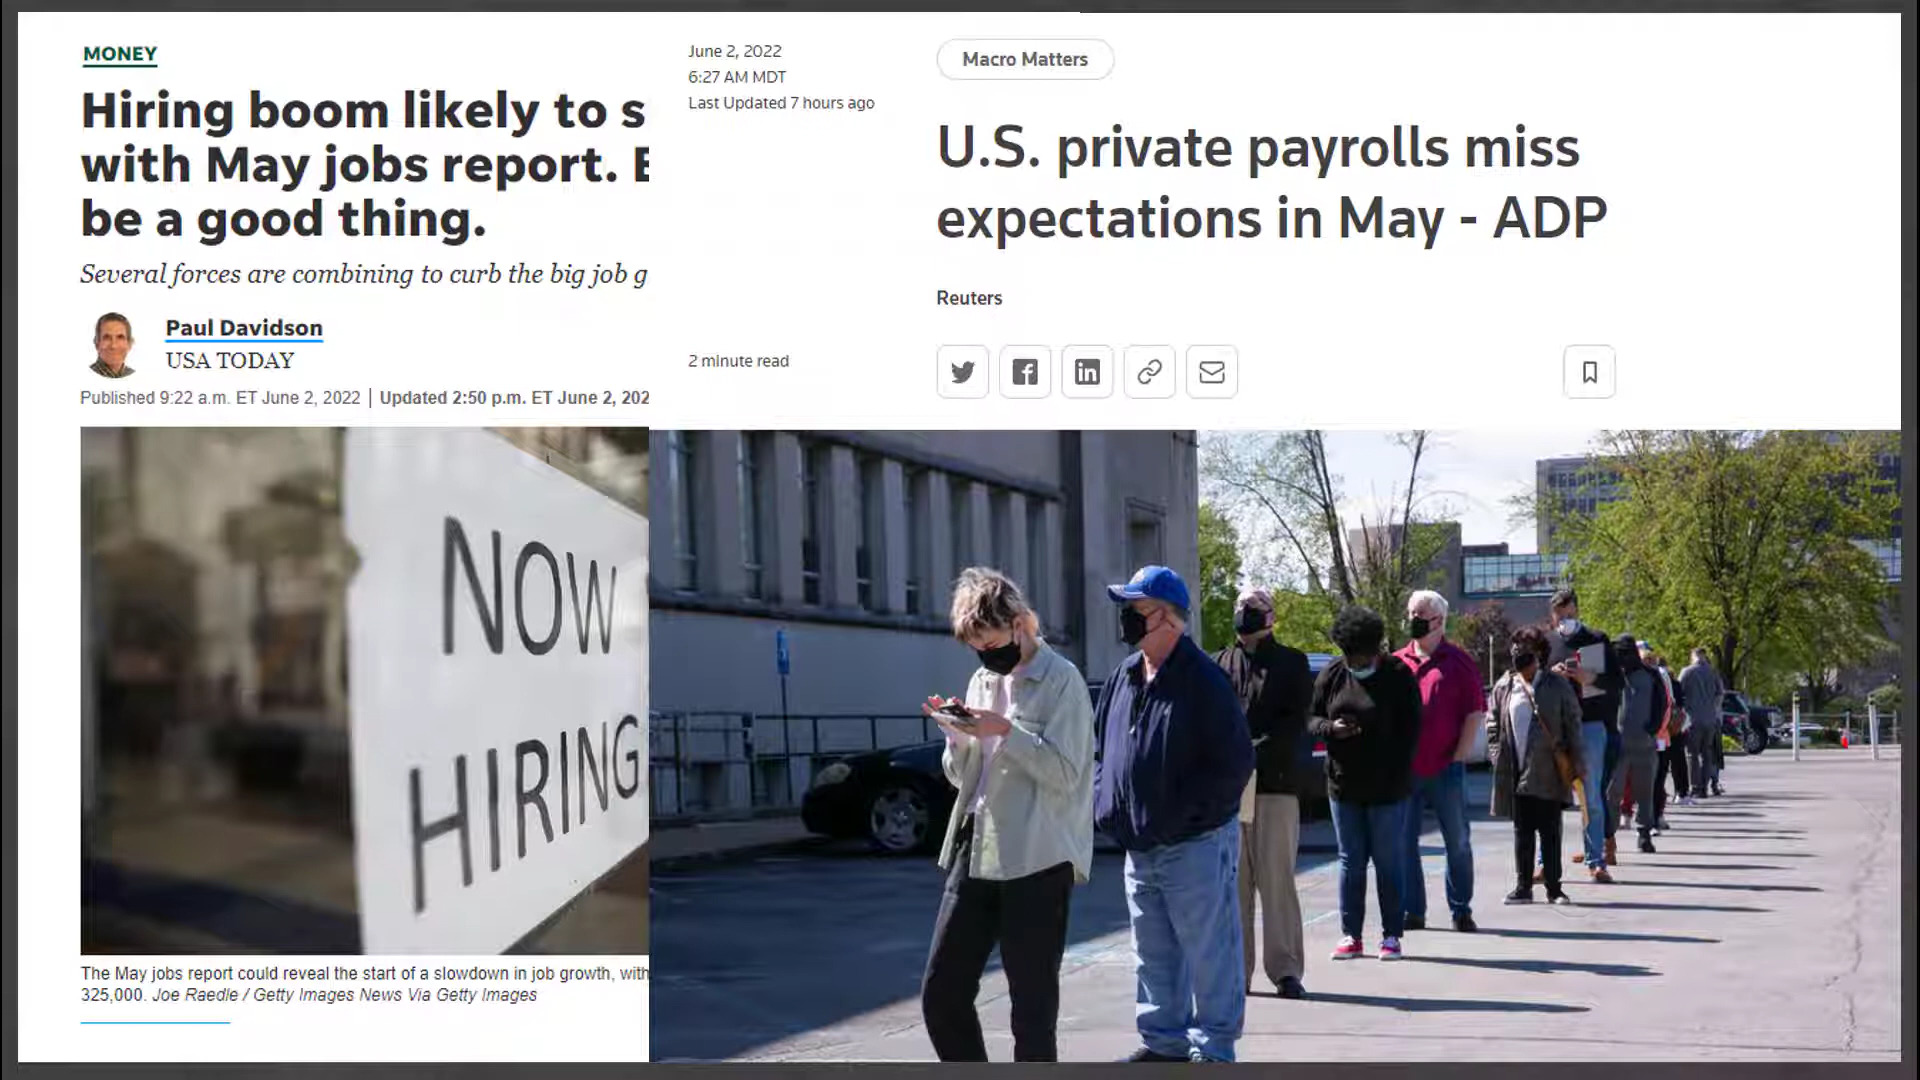 MONEY
Hiring boom likely to s
with May jobs report.
be a good thing.
Several forces are combining to curb the big job g
Paul Davidson
USA TODAY
Published 9:22 a.m. ET June 2, 2022 | Updated 2:50 p.m. ET June 2, 202
NOW
HIRING
The May jobs report could reveal the start of a slowdown in job growth, with
325,000. Joe Raedle / Getty Images News Via Getty Images
June 2, 2022
6:27 AM MDT
Last Updated 7 hours ago
Macro Matters
U.S. private payrolls miss
expectations in May - ADP
Reuters
2 minute read